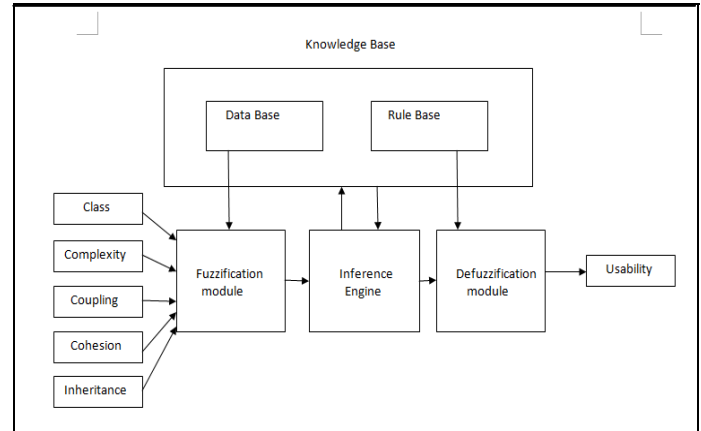 Knowledge Base
Data Base
Rule Base
Class
Complexity
Coupling
Cohesion
Inheritance
Fuzzification
module
Inference
Engine
Defuzzification
module
Usability